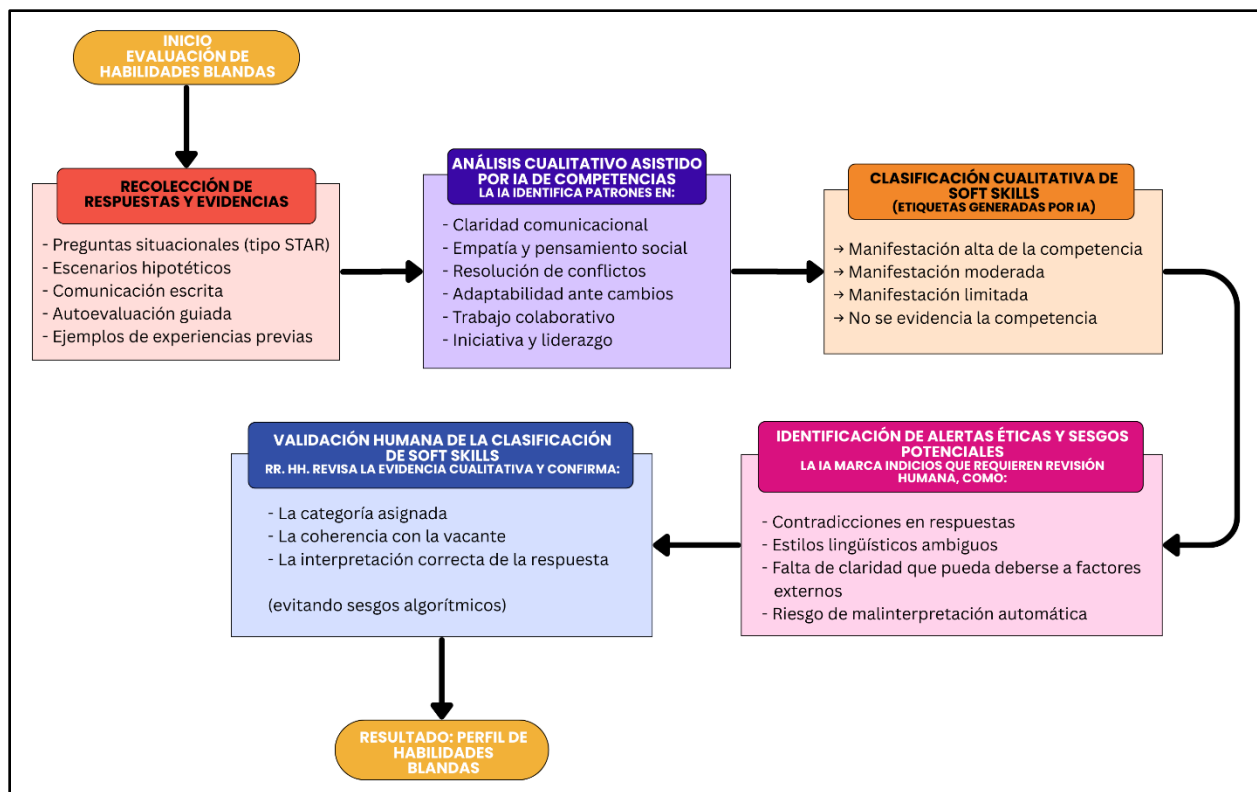 INICIO
EVALUACIÓN DE
HABILIDADES BLANDAS
RECOLECCIÓN DE
RESPUESTAS Y EVIDENCIAS
- Preguntas situacionales (tipo STAR)
- Escenarios hipotéticos
- Comunicación escrita
- Autoevaluación guiada
- Ejemplos de experiencias previas
ANÁLISIS CUALITATIVO ASISTIDO
POR IA DE COMPETENCIAS
LA IA IDENTIFICA PATRONES EN:
- Claridad comunicacional
- Empatía y pensamiento social
- Resolución de conflictos
- Adaptabilidad ante cambios
- Trabajo colaborativo
- Iniciativa y liderazgo
CLASIFICACIÓN CUALITATIVA DE
SOFT SKILLS
(ETIQUETAS GENERADAS POR IA)
→ Manifestación alta de la competencia
→ Manifestación moderada
→ Manifestación limitada
→ No se evidencia la competencia
IDENTIFICACIÓN DE ALERTAS ÉTICAS Y SESGOS
POTENCIALES
LA IA MARCA INDICIOS QUE REQUIEREN REVISIÓN
HUMANA, COMO:
- Contradicciones en respuestas
- Estilos lingüísticos ambiguos
- Falta de claridad que pueda deberse a factores
externos
- Riesgo de malinterpretación automática
VALIDACIÓN HUMANA DE LA CLASIFICACIÓN
DE SOFT SKILLS
RR. HH. REVISA LA EVIDENCIA CUALITATIVA Y CONFIRMA:
- La categoría asignada
- La coherencia con la vacante
- La interpretación correcta de la respuesta
(evitando sesgos algorítmicos)
RESULTADO: PERFIL DE
HABILIDADES
BLANDAS